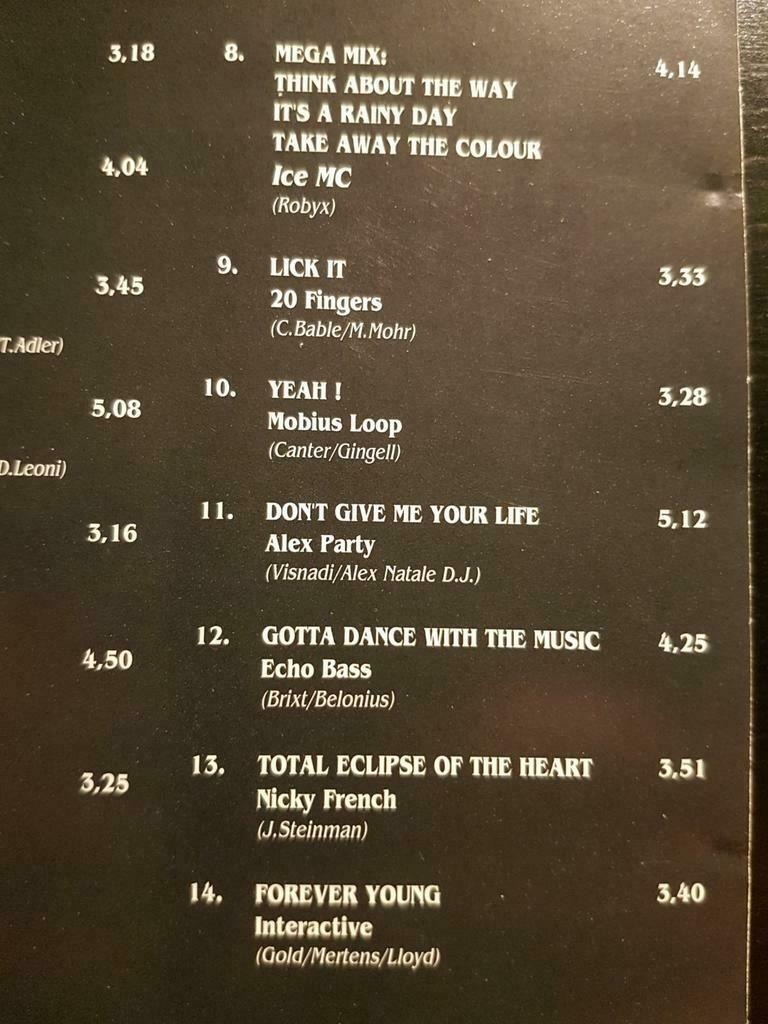 3,18
4,04
3,45
T.Adler)
5,08
D.Leoni)
3,16
4,50
3,25
8. MEGA MIX: 4,14
THINK ABOUT THE WAY
IT'S A RAINY DAY
TAKE AWAY THE COLOUR
Ice MC
(Robyx)
9. LICK IT 3,33
20 Fingers
(C.Bable/M.Mohr)
10. YEAH ! 3,28
Mobius Loop
(Canter/Gingell)
11. DON'T GIVE ME YOUR LIFE 5,12
Alex Party
(Visnadi/Alex Natale D.J.)
12. GOTTA DANCE WITH THE MUSIC 4,25
Echo Bass
(Brixt/Belonius)
13. TOTAL ECLIPSE OF THE HEART 3,51
Nicky French
(J.Steinman)
14. FOREVER YOUNG 3,40
Interactive
(Gold/Mertens/Lloyd)